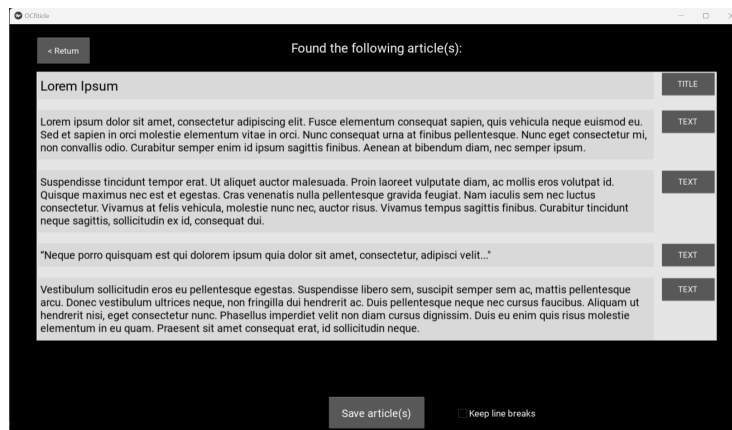 OCRticle
< Return
Found the following article(s):
Lorem Ipsum
TITLE
Lorem ipsum dolor sit amet, consectetur adipiscing elit. Fusce elementum consequat sapien, quis vehicula neque euismod eu.
Sed et sapien in orci molestie elementum vitae in orci. Nunc consequat urna at finibus pellentesque. Nunc eget consectetur mi,
non convallis odio. Curabitur semper enim id ipsum sagittis finibus. Aenean at bibendum diam, nec semper ipsum.
TEXT
Suspendisse tincidunt tempor erat. Ut aliquet auctor malesuada. Proin laoreet vulputate diam, ac mollis eros volutpat id.
Quisque maximus nec est et egestas. Cras venenatis nulla pellentesque gravida feugiat. Nam iaculis sem nec luctus
consectetur. Vivamus at felis vehicula, molestie nunc nec, auctor risus. Vivamus tempus sagittis finibus. Curabitur tincidunt
neque sagittis, sollicitudin ex id, consequat dui.
TEXT
“Neque porro quisquam est qui dolorem ipsum quia dolor sit amet, consectetur, adipisci velit..."
TEXT
Vestibulum sollicitudin eros eu pellentesque egestas. Suspendisse libero sem, suscipit semper sem ac, mattis pellentesque
arcu. Donec vestibulum ultrices neque, non fringilla dui hendrerit ac. Duis pellentesque neque nec cursus faucibus. Aliquam ut
hendrerit nisi, eget consectetur nunc. Phasellus imperdiet velit non diam cursus dignissim. Duis eu enim quis risus molestie
elementum in eu quam. Praesent sit amet consequat erat, id sollicitudin neque.
TEXT
Save article(s)
Keep line breaks